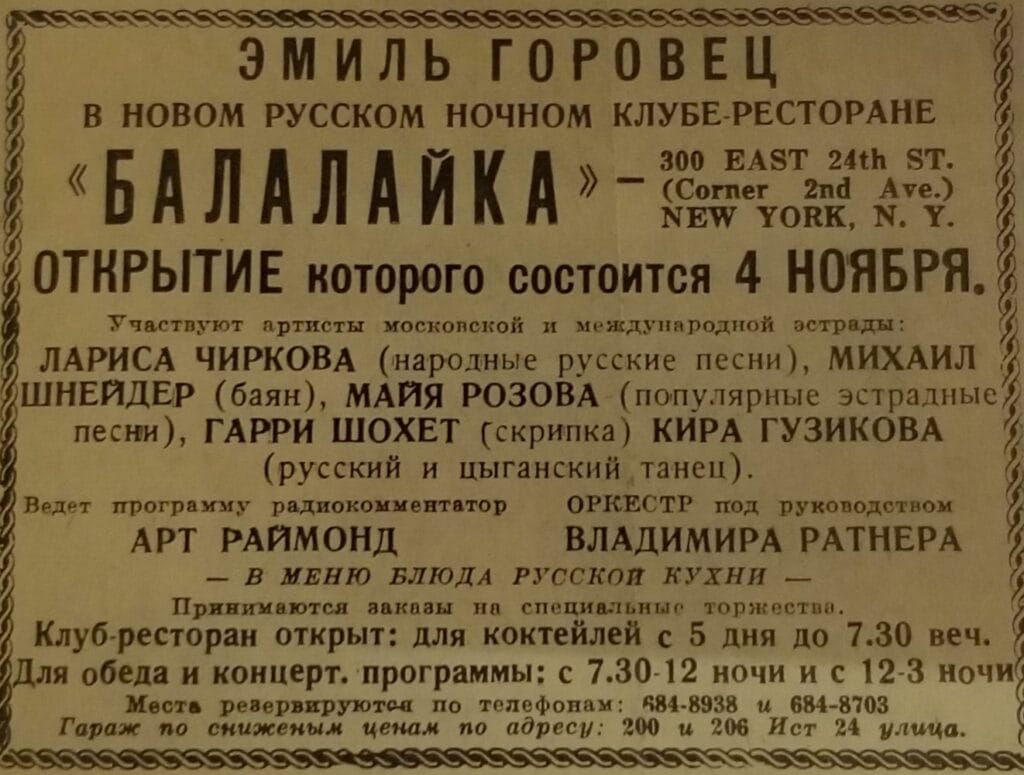 ЭМИЛЬ ГОРОВЕЦ
В НОВОМ РУССКОМ НОЧНОМ КЛУБЕ-РЕСТОРАНЕ
«БАЛАЛАЙКА» —
300 EAST 24th ST.
(Corner 2nd Ave.)
NEW YORK, N. Y.
ОТКРЫТИЕ которого состоится 4 НОЯБРЯ.
Участвуют артисты московской и международной эстрады:
ЛАРИСА ЧИРКОВА (народные русские песни), МИХАИЛ
ШНЕЙДЕР (баян), МАЙЯ РОЗОВА (популярные эстрадные
песни), ГАРРИ ШОХЕТ (скрипка) КИРА ГУЗИКОВА
(русский и цыганский танец).
Ведет программу радиокомментатор
АРТ РАЙМОНД
ОРКЕСТР под руководством
ВЛАДИМИРА РАТНЕРА
— В МЕНЮ БЛЮДА РУССКОЙ КУХНИ —
Принимаются заказы на специальные торжества.
Клуб-ресторан открыт: для коктейлей с 5 дня до 7.30 веч.
Для обеда и концерт. программы: с 7.30-12 ночи и с 12-3 ночи
Места резервируются по телефонам: 684-8938 и 684-8703
Гараж по сниженым ценам по адресу: 200 и 206 Ист 24 улица.